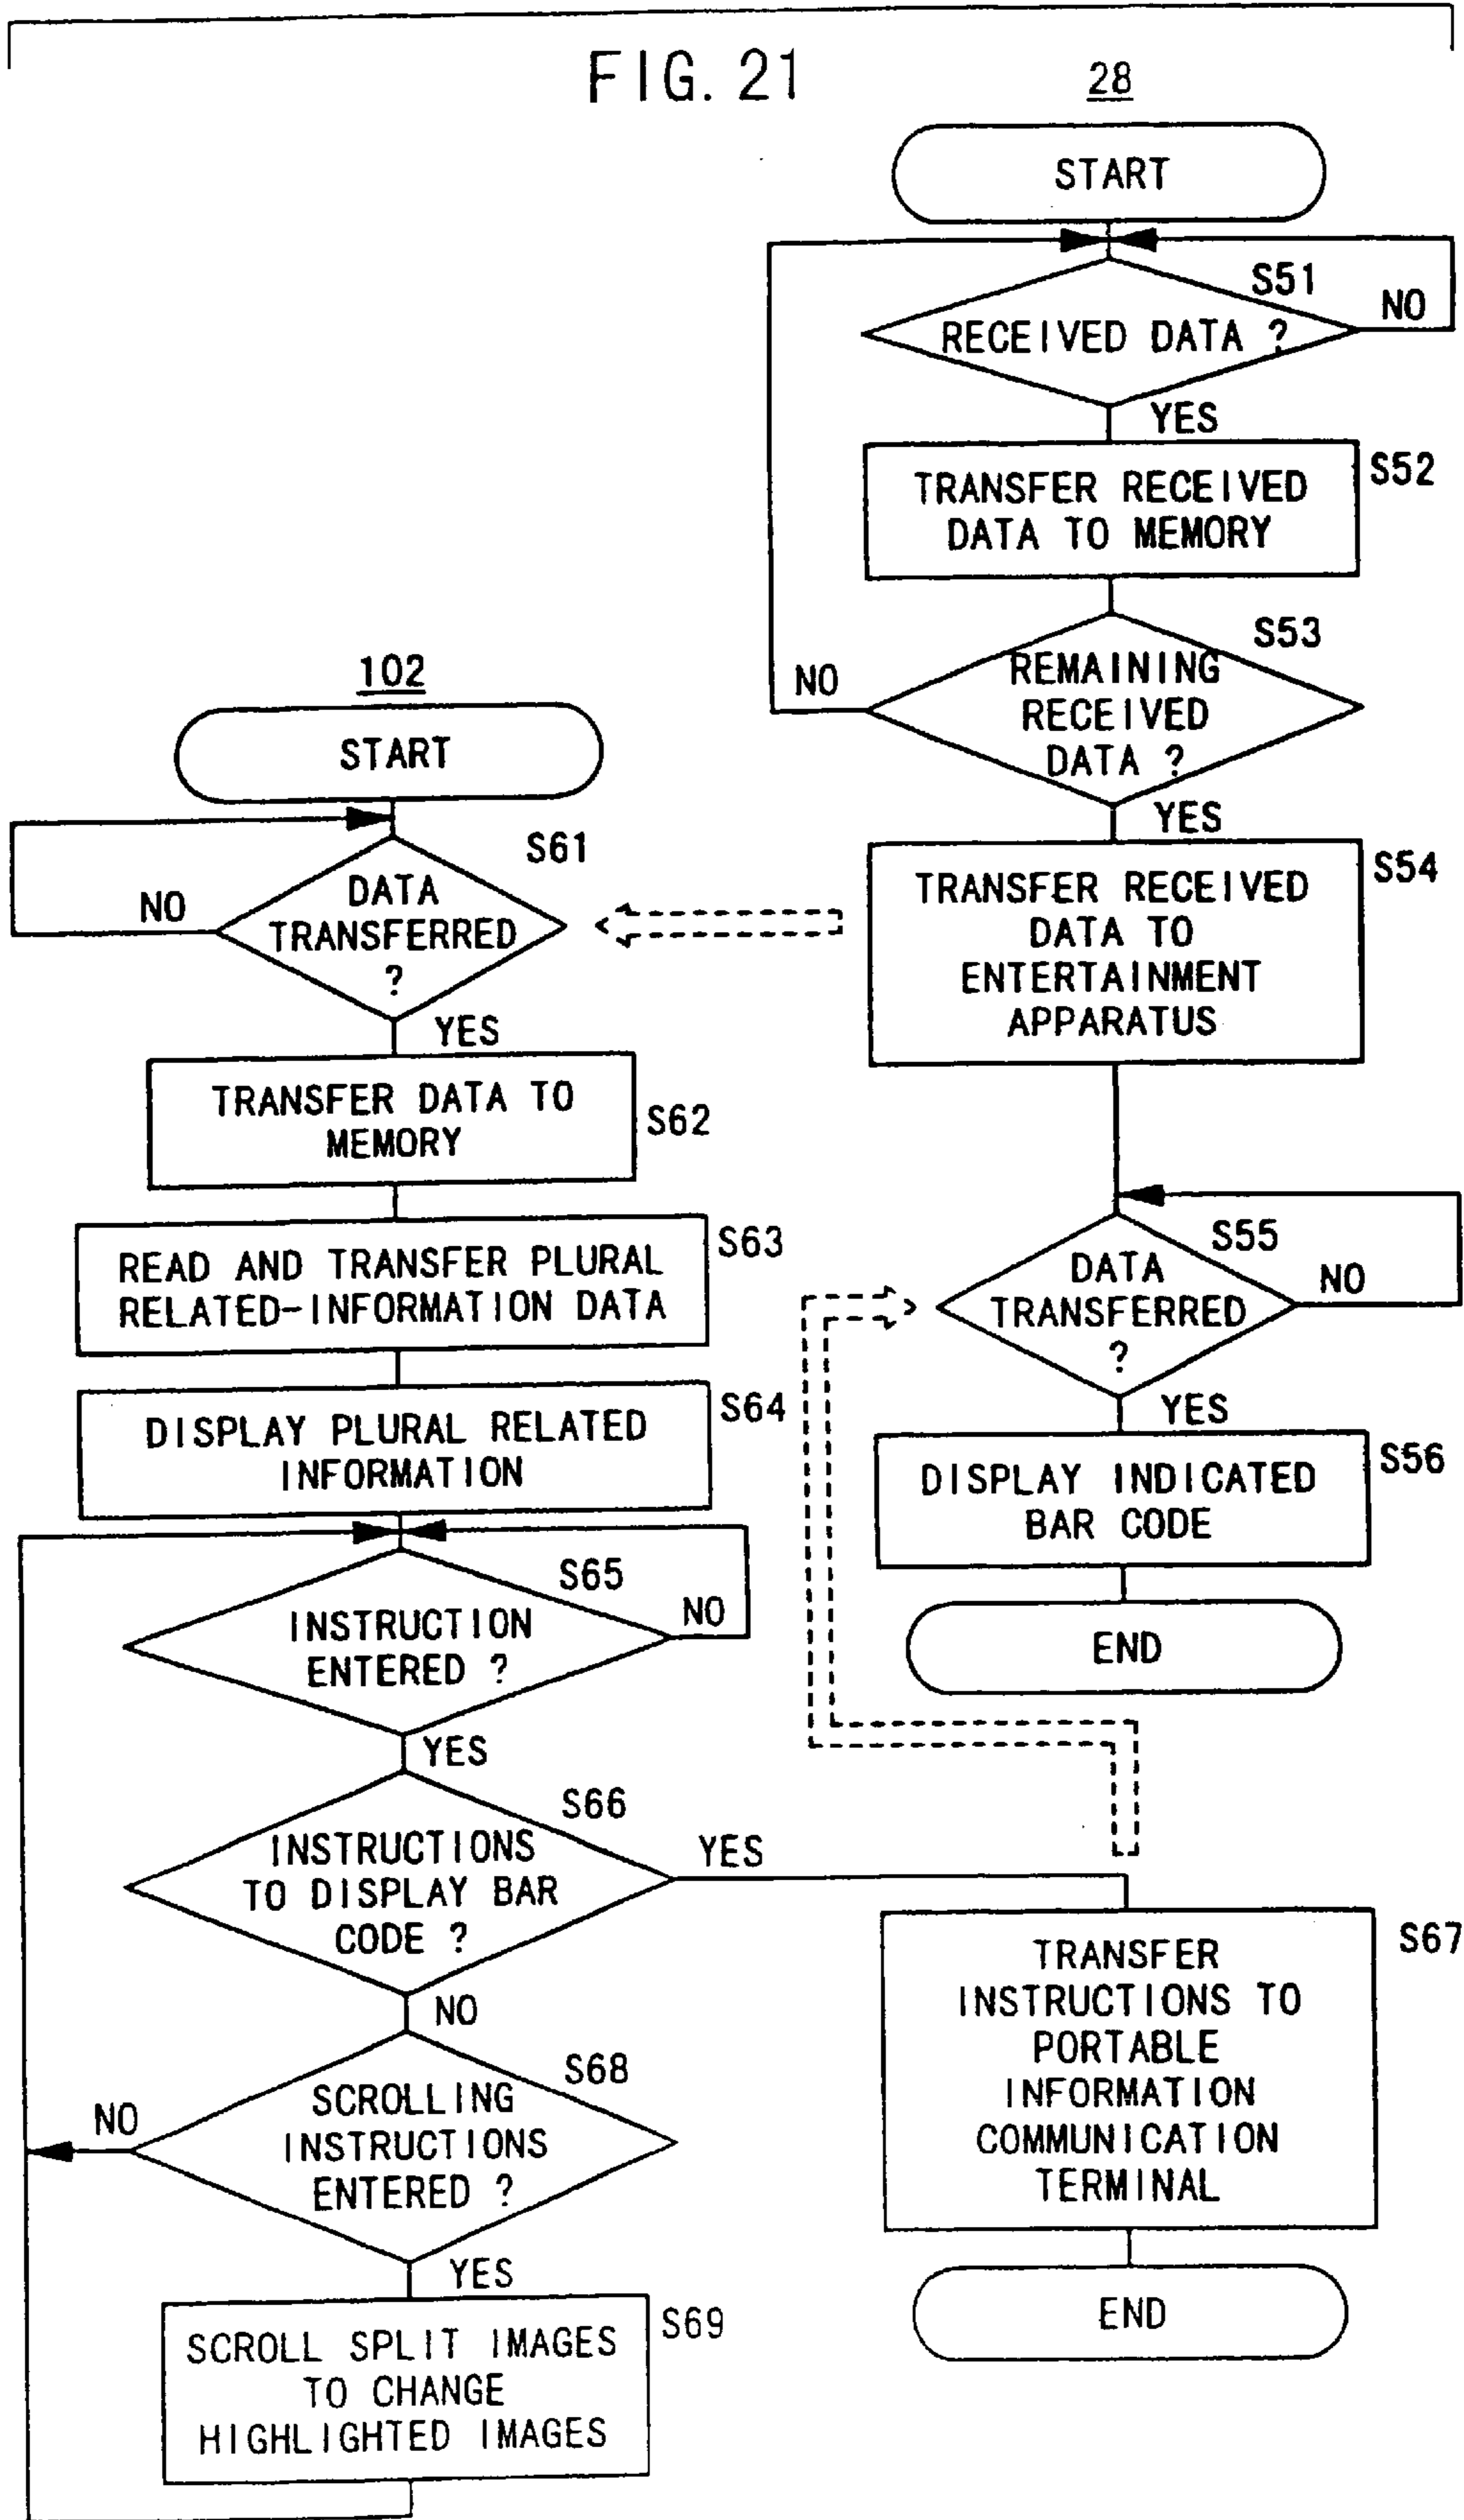 FIG. 21
28
START
S51
NO
RECEIVED DATA ?
YES
S52
TRANSFER RECEIVED
DATA TO MEMORY
S53
NO
REMAINING
RECEIVED
DATA ?
YES
S54
TRANSFER RECEIVED
DATA TO
ENTERTAINMENT
APPARATUS
S55
DATA
TRANSFERRED
?
NO
YES
S56
DISPLAY INDICATED
BAR CODE
END
102
START
S61
NO
DATA
TRANSFERRED
?
YES
TRANSFER DATA TO
MEMORY
S62
S63
READ AND TRANSFER PLURAL
RELATED-INFORMATION DATA
S64
DISPLAY PLURAL RELATED
INFORMATION
S65
NO
INSTRUCTION
ENTERED ?
YES
S66
INSTRUCTIONS
TO DISPLAY BAR
CODE ?
YES
NO
S67
TRANSFER
INSTRUCTIONS TO
PORTABLE
INFORMATION
COMMUNICATION
TERMINAL
END
S68
NO
SCROLLING
INSTRUCTIONS
ENTERED ?
YES
S69
SCROLL SPLIT IMAGES
TO CHANGE
HIGHLIGHTED IMAGES